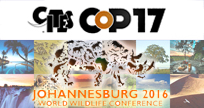 CITES COP17
JOHANNESBURG 2016
WORLD WILDLIFE CONFERENCE